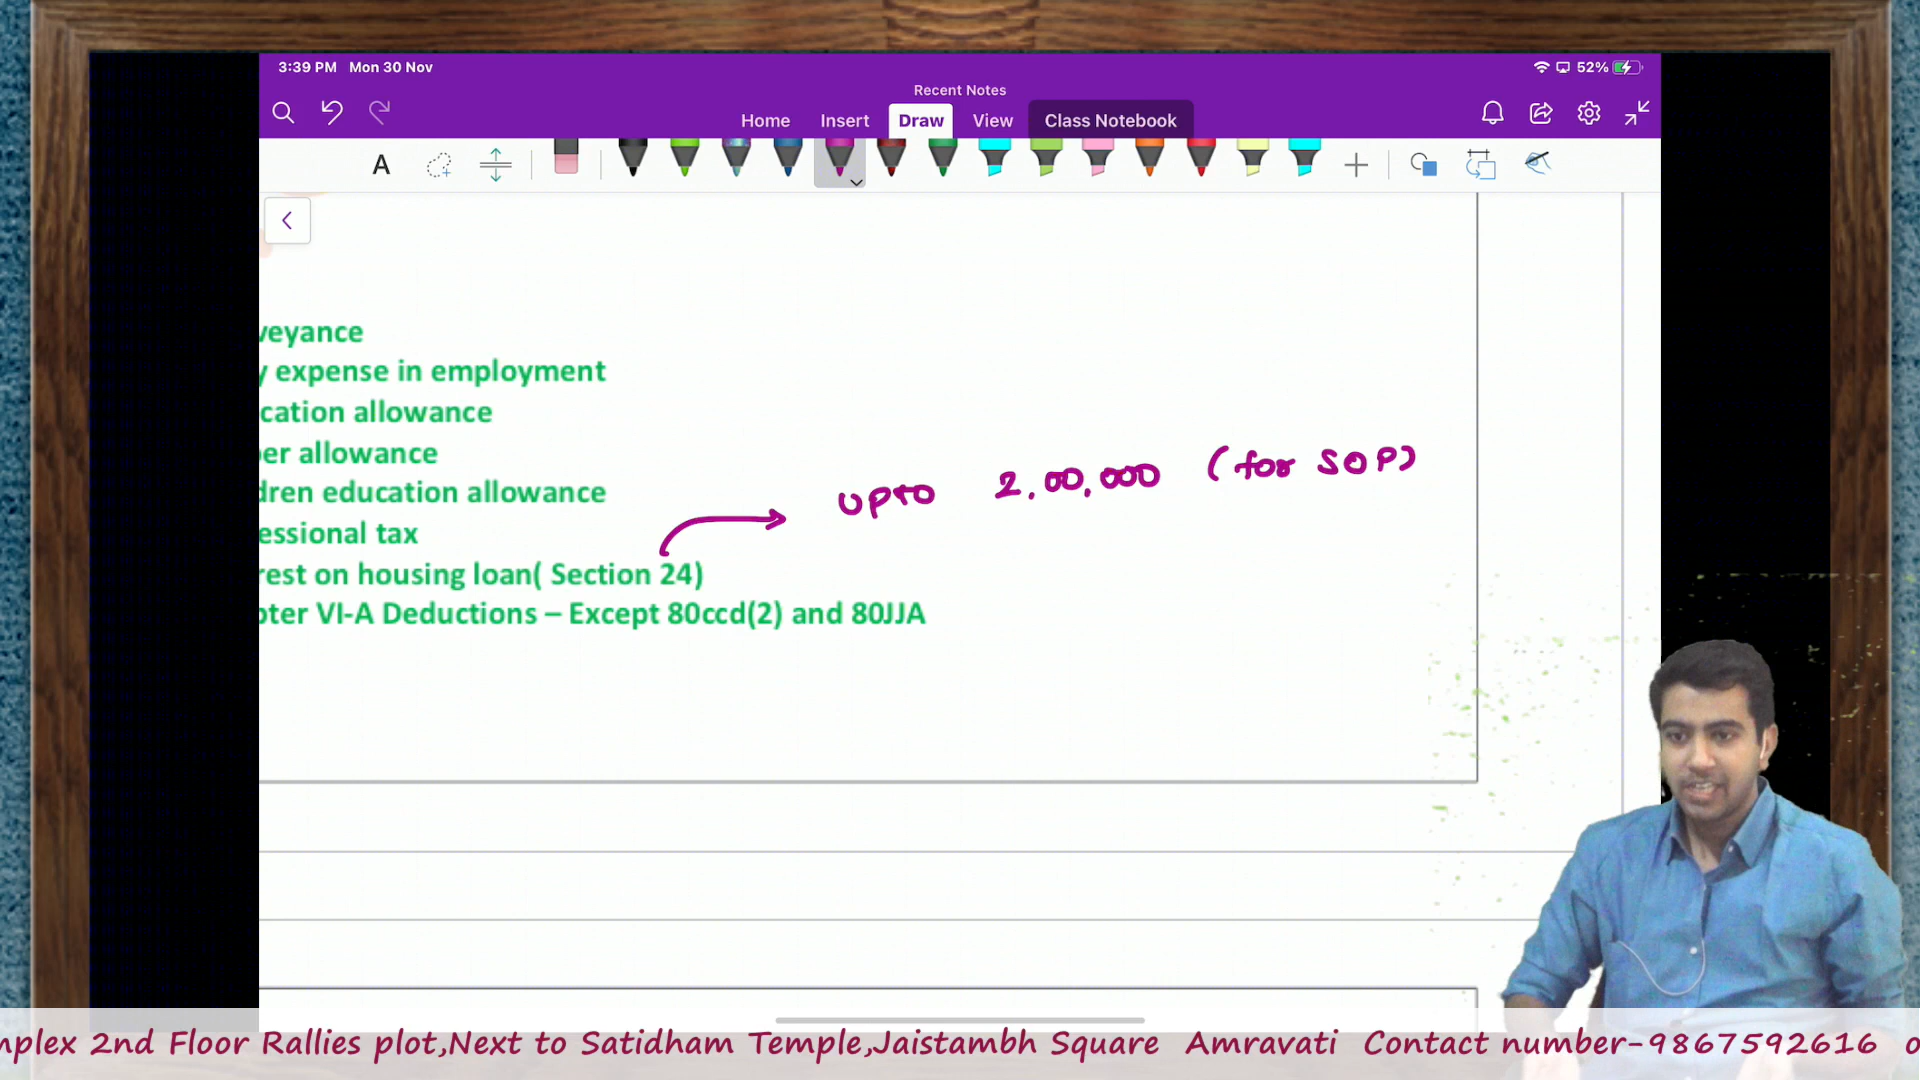 3:39 PM Mon 30 Nov
52%
Recent Notes
Home Insert Draw View Class Notebook
A
veyance
y expense in employment
cation allowance
per allowance
dren education allowance
essional tax
upto 2,00,000 (for SOP)
rest on housing loan( Section 24)
pter VI-A Deductions – Except 80ccd(2) and 80JJA
mplex 2nd Floor Rallies plot,Next to Satidham Temple,Jaistambh Square Amravati Contact number-9867592616 o